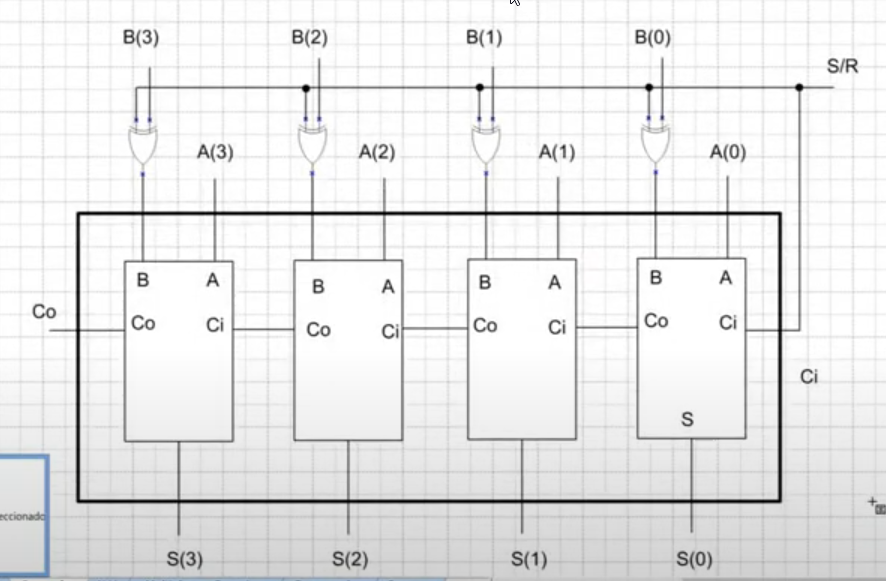 B(3) B(2) B(1) B(0)
S/R
A(3) A(2) A(1) A(0)
B A B A B A B A
Co
Co Ci Co Ci Co Ci Co Ci
Ci
S
eccionado
S(3) S(2) S(1) S(0)